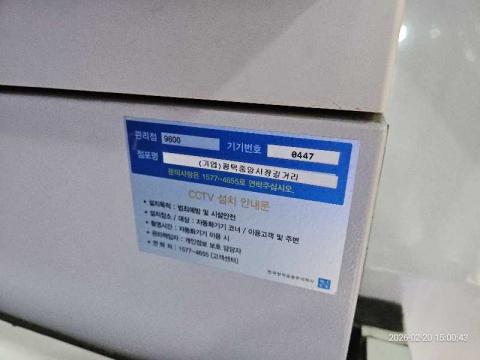 관리점 9800 기기번호 0447
점포명 (기업)평택중앙시장길거리
문의사항은 1577-4655로 연락주십시오.
CCTV 설치 안내문
• 설치목적 : 범죄예방 및 시설안전
• 설치장소 / 대상 : 자동화기기 코너 / 이용고객 및 주변
• 촬영시간 : 자동화기기 이용 시
• 관리책임자 : 개인정보 보호 담당자
• 연 락 처 : 1577-4655 (고객센터)
2026-02-20 15:00:43